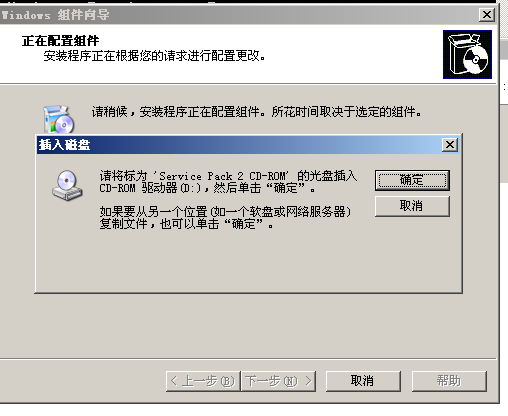 Windows 组件向导
正在配置组件
安装程序正在根据您的请求进行配置更改。
请稍候，安装程序正在配置组件。所花时间取决于选定的组件。
插入磁盘
请将标为 'Service Pack 2 CD-ROM' 的光盘插入
CD-ROM 驱动器(D:)，然后单击“确定”。
如果要从另一个位置(如一个软盘或网络服务器)
复制文件，也可以单击“确定”。
确定
取消
< 上一步(B)
下一步(N) >
取消
帮助